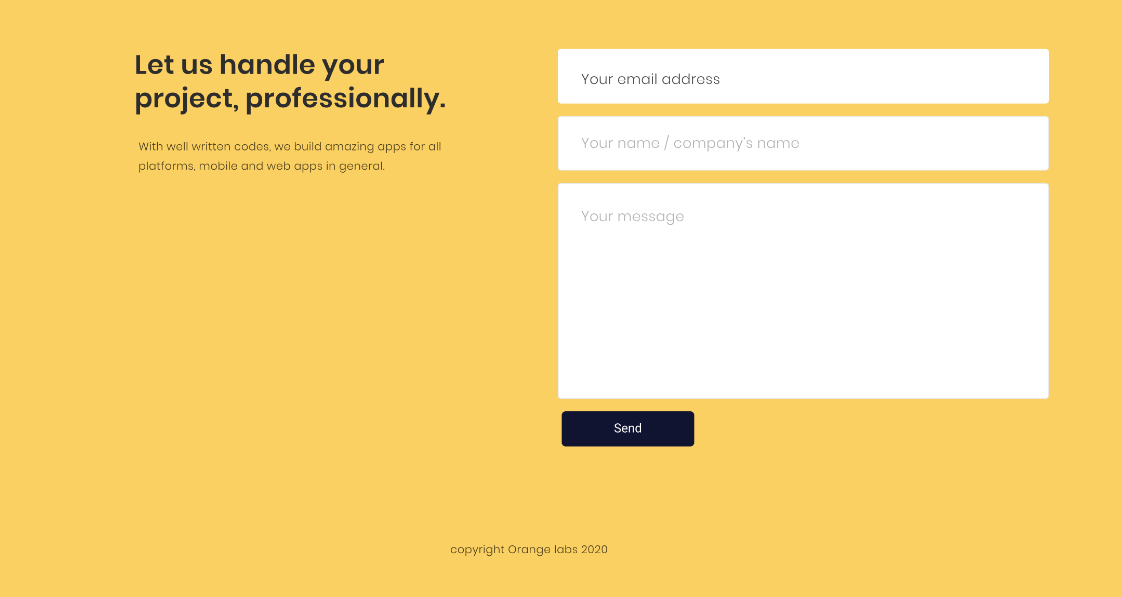 Let us handle your
project, professionally.
With well written codes, we build amazing apps for all
platforms, mobile and web apps in general.
Your email address
Your name / company's name
Your message
Send
copyright Orange labs 2020